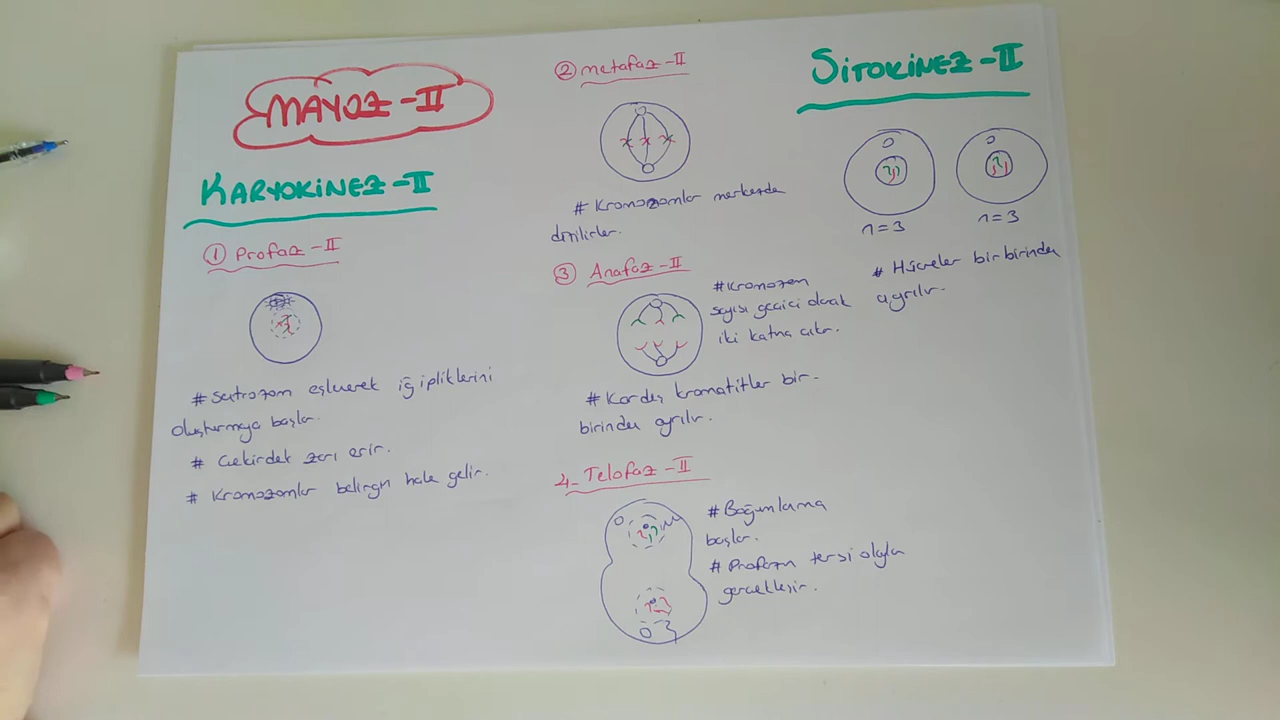 MAYOZ-II
KARYOKİNEZ-II
① Profaz-II
# Sentrozom eşlenerek iğ ipliklerini
oluşturmaya başlar.
# Çekirdek zarı erir.
# Kromozomlar belirgin hale gelir.
② metafaz-II
# Kromozomlar merkezde
dizilirler.
③ Anafaz-II
# Kromozom
sayısı geçici olarak
iki katına çıkar.
# Kardeş kromatitler bir-
birinden ayrılır.
4- Telofaz-II
# Boğumlanma
başlar.
# Profazın tersi olaylar
gerçekleşir.
SİTOKİNEZ-II
n=3
n=3
# Hücreler birbirinden
ayrılır.